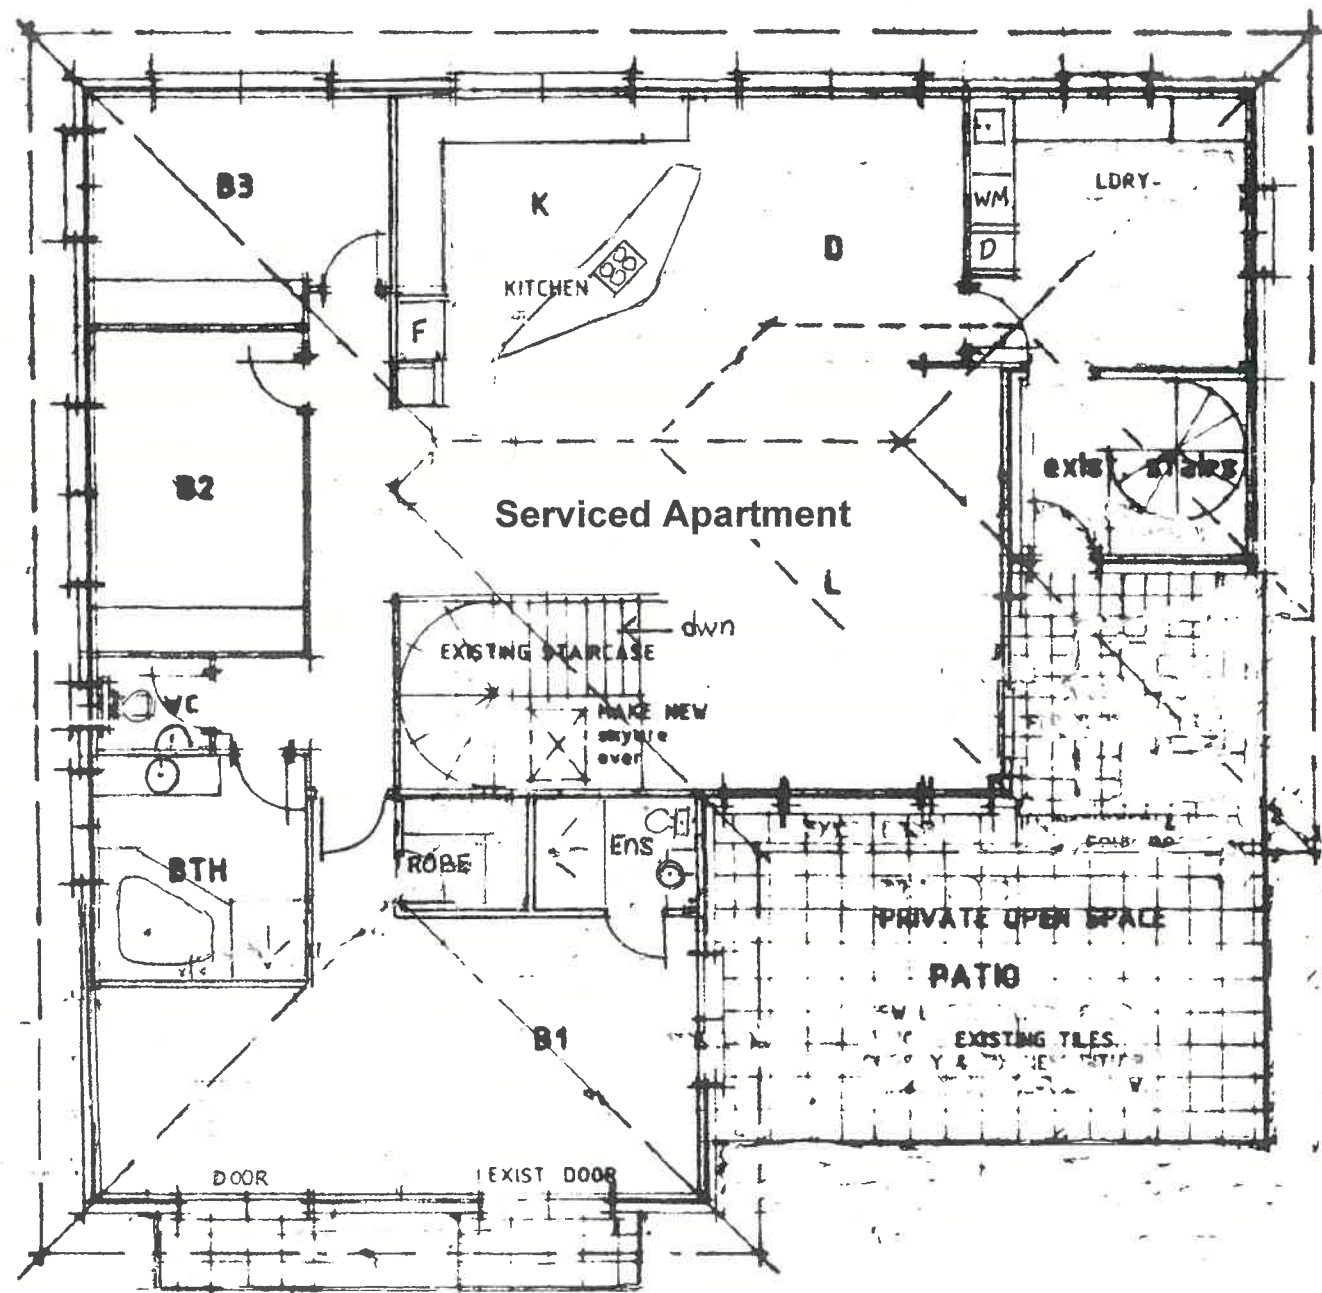 B3
K
KITCHEN
F
D
WM
D
LDRY-
B2
exist stairs
Serviced Apartment
L
dwn
EXISTING STAIRCASE
MAKE NEW
over
WC
BTH
ROBE
Ens
PRIVATE OPEN SPACE
PATIO
EXISTING TILES
B1
DOOR
EXIST DOOR